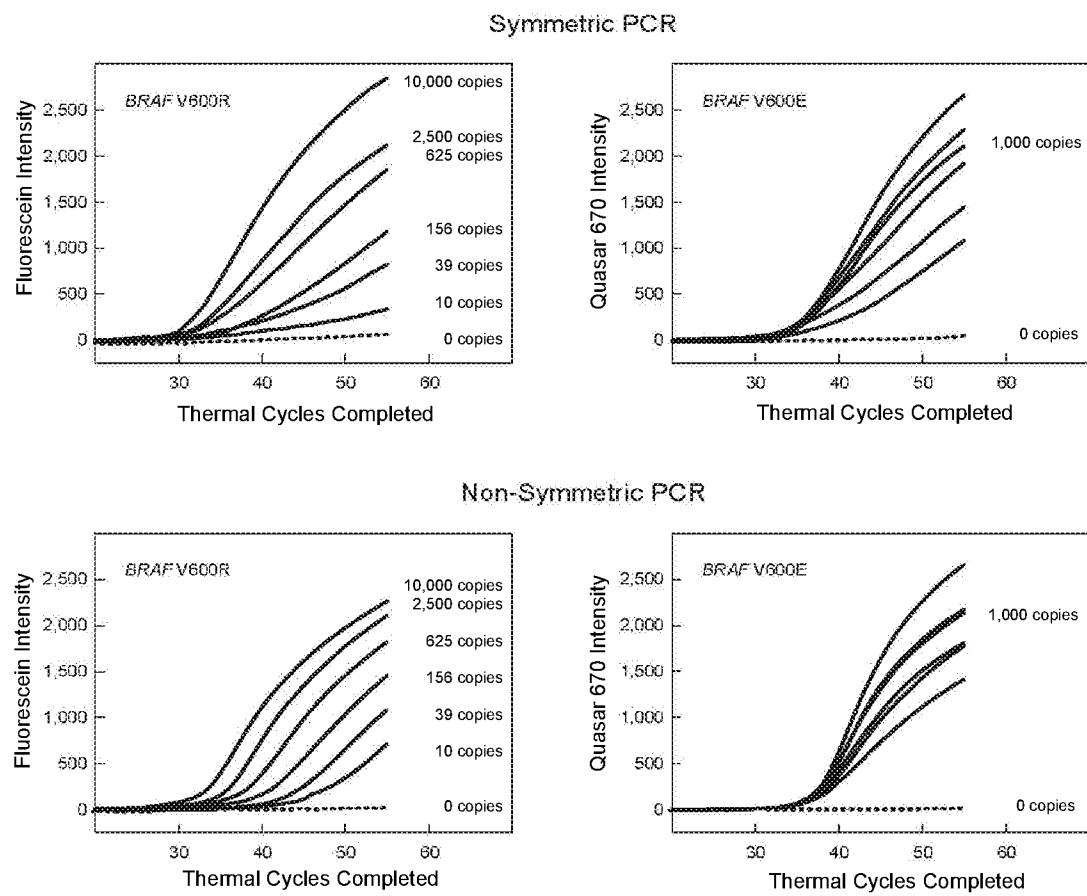 Symmetric PCR
BRAF V600R
Fluorescein Intensity
2,500
2,000
1,500
1,000
500
0
10,000 copies
2,500 copies
625 copies
156 copies
39 copies
10 copies
0 copies
30 40 50 60
Thermal Cycles Completed
BRAF V600E
Quasar 670 Intensity
2,500
2,000
1,500
1,000
500
0
1,000 copies
0 copies
30 40 50 60
Thermal Cycles Completed
Non-Symmetric PCR
BRAF V600R
Fluorescein Intensity
2,500
2,000
1,500
1,000
500
0
10,000 copies
2,500 copies
625 copies
156 copies
39 copies
10 copies
0 copies
30 40 50 60
Thermal Cycles Completed
BRAF V600E
Quasar 670 Intensity
2,500
2,000
1,500
1,000
500
0
1,000 copies
0 copies
30 40 50 60
Thermal Cycles Completed